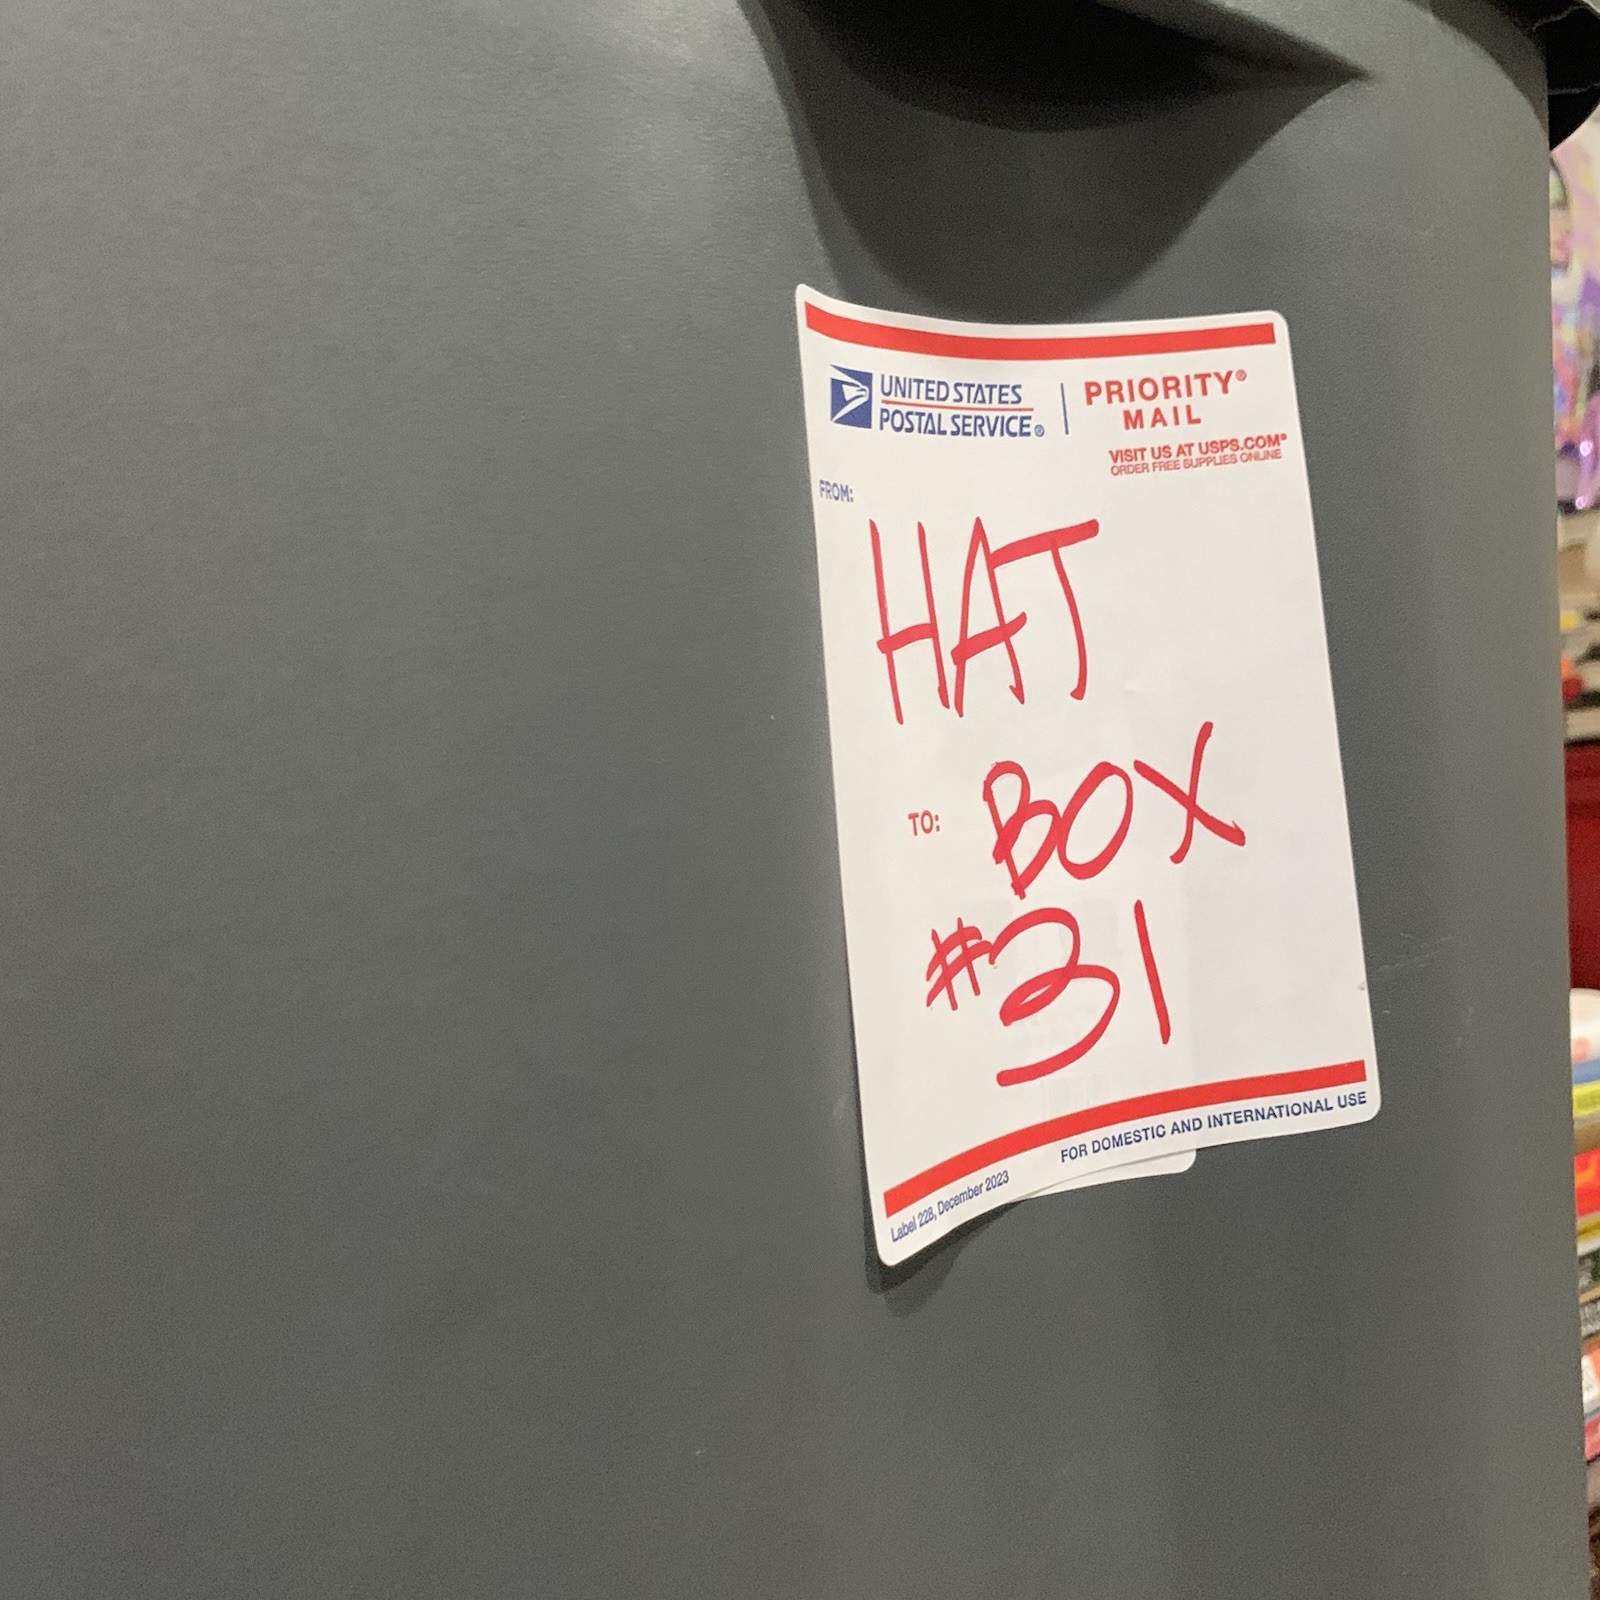 UNITED STATES
POSTAL SERVICE®
PRIORITY®
MAIL
VISIT US AT USPS.COM®
ORDER FREE SUPPLIES ONLINE
FROM:
HAT
TO: BOX
#31
FOR DOMESTIC AND INTERNATIONAL USE
Label 228, December 2023